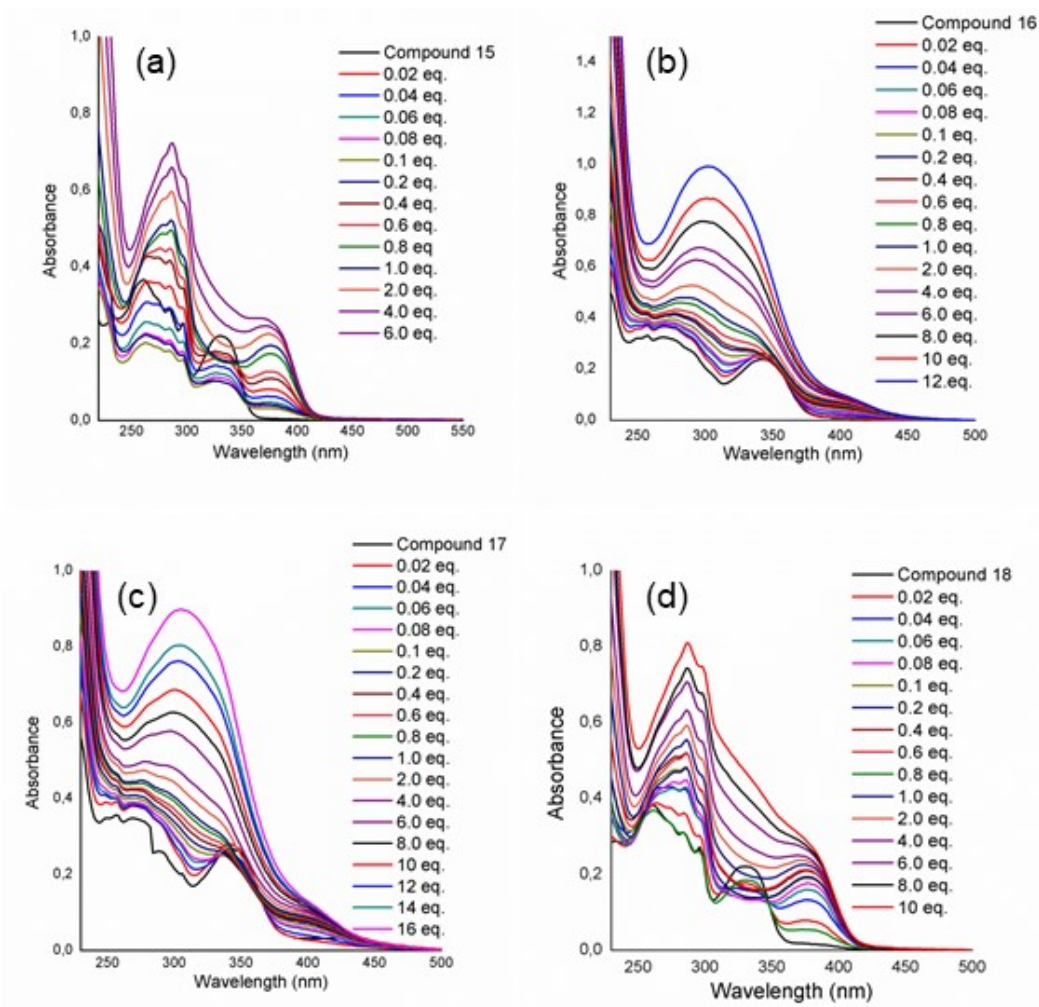 (a)
Absorbance
1,0
0,8
0,6
0,4
0,2
0,0
250 300 350 400 450 500 550
Wavelength (nm)
Compound 15
0.02 eq.
0.04 eq.
0.06 eq.
0.08 eq.
0.1 eq.
0.2 eq.
0.4 eq.
0.6 eq.
0.8 eq.
1.0 eq.
2.0 eq.
4.0 eq.
6.0 eq.
(b)
Absorbance
1,4
1,2
1,0
0,8
0,6
0,4
0,2
0,0
250 300 350 400 450 500
Wavelength (nm)
Compound 16
0.02 eq.
0.04 eq.
0.06 eq.
0.08 eq.
0.1 eq.
0.2 eq.
0.4 eq.
0.6 eq.
0.8 eq.
1.0 eq.
2.0 eq.
4.o eq.
6.0 eq.
8.0 eq.
10 eq.
12.eq.
(c)
Absorbance
1,0
0,8
0,6
0,4
0,2
0,0
250 300 350 400 450 500
Wavelength (nm)
Compound 17
0.02 eq.
0.04 eq.
0.06 eq.
0.08 eq.
0.1 eq.
0.2 eq.
0.4 eq.
0.6 eq.
0.8 eq.
1.0 eq.
2.0 eq.
4.0 eq.
6.0 eq.
8.0 eq.
10 eq.
12 eq.
14 eq.
16 eq.
(d)
Absorbance
1,0
0,8
0,6
0,4
0,2
0,0
250 300 350 400 450 500
Wavelength (nm)
Compound 18
0.02 eq.
0.04 eq.
0.06 eq.
0.08 eq.
0.1 eq.
0.2 eq.
0.4 eq.
0.6 eq.
0.8 eq.
1.0 eq.
2.0 eq.
4.0 eq.
6.0 eq.
8.0 eq.
10 eq.